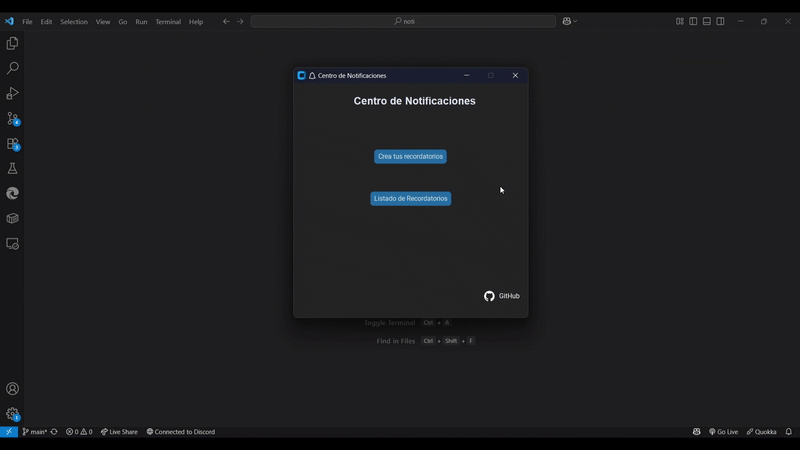 File Edit Selection View Go Run Terminal Help
noti
Centro de Notificaciones
Centro de Notificaciones
Crea tus recordatorios
Listado de Recordatorios
GitHub
Toggle Terminal Ctrl + Ñ
Find in Files Ctrl + Shift + F
4
3
1
main* 0 0 Live Share Connected to Discord Go Live Quokka